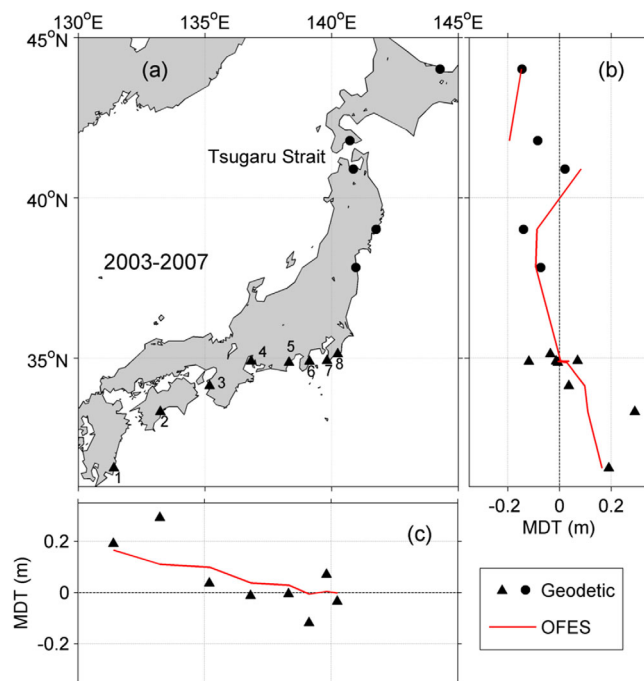 130°E 135°E 140°E 145°E
45°N
(a)
(b)
Tsugaru Strait
40°N
2003-2007
35°N
1
2
3
4
5
6
7
8
-0.2 0 0.2
MDT (m)
(c)
MDT (m)
0.2
0
-0.2
Geodetic
OFES